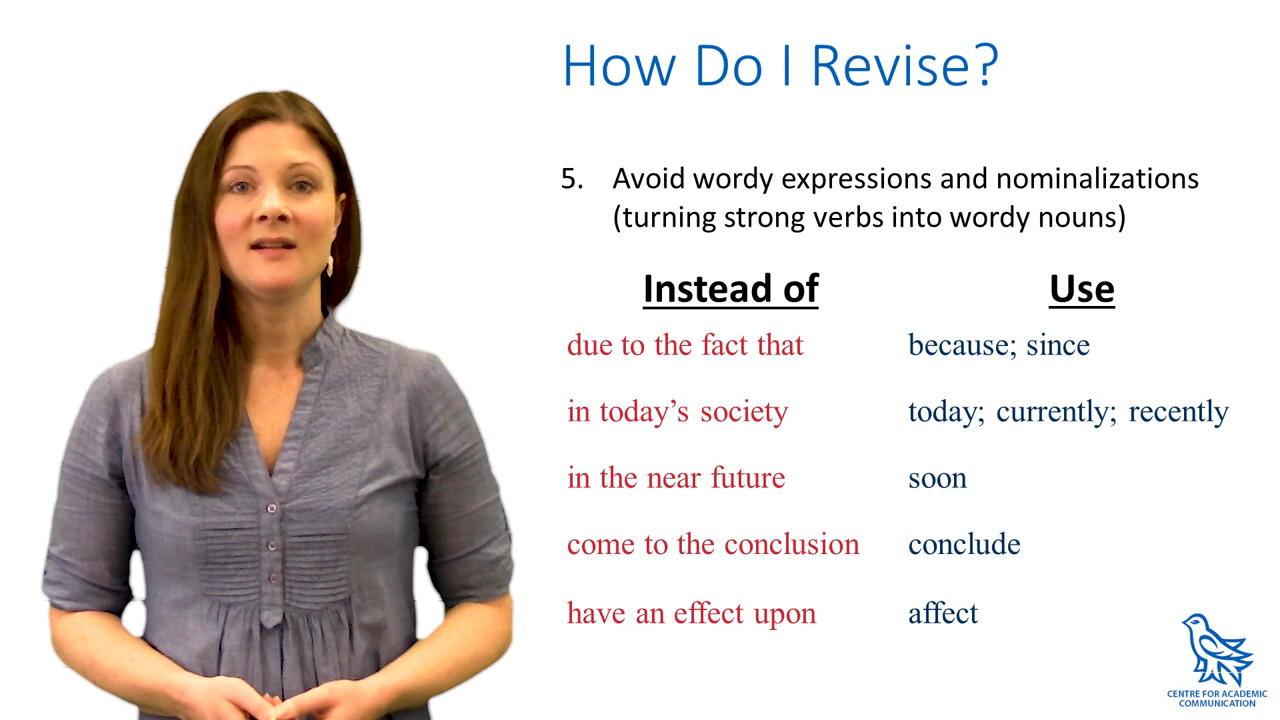 How Do I Revise?
5. Avoid wordy expressions and nominalizations
(turning strong verbs into wordy nouns)
Instead of Use
due to the fact that because; since
in today’s society today; currently; recently
in the near future soon
come to the conclusion conclude
have an effect upon affect
CENTRE FOR ACADEMIC
COMMUNICATION